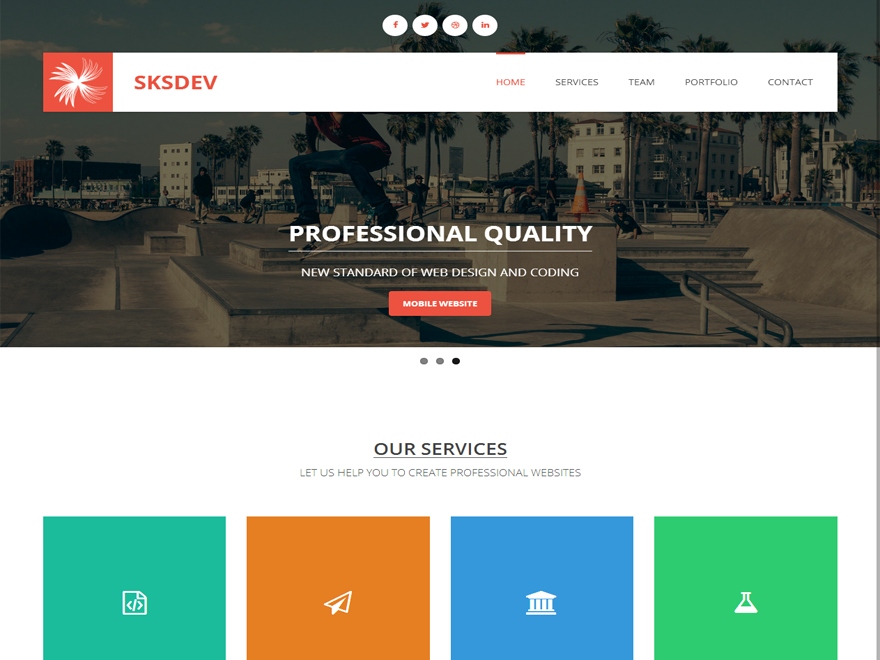 SKSDEV
HOME SERVICES TEAM PORTFOLIO CONTACT
PROFESSIONAL QUALITY
NEW STANDARD OF WEB DESIGN AND CODING
MOBILE WEBSITE
OUR SERVICES
LET US HELP YOU TO CREATE PROFESSIONAL WEBSITES